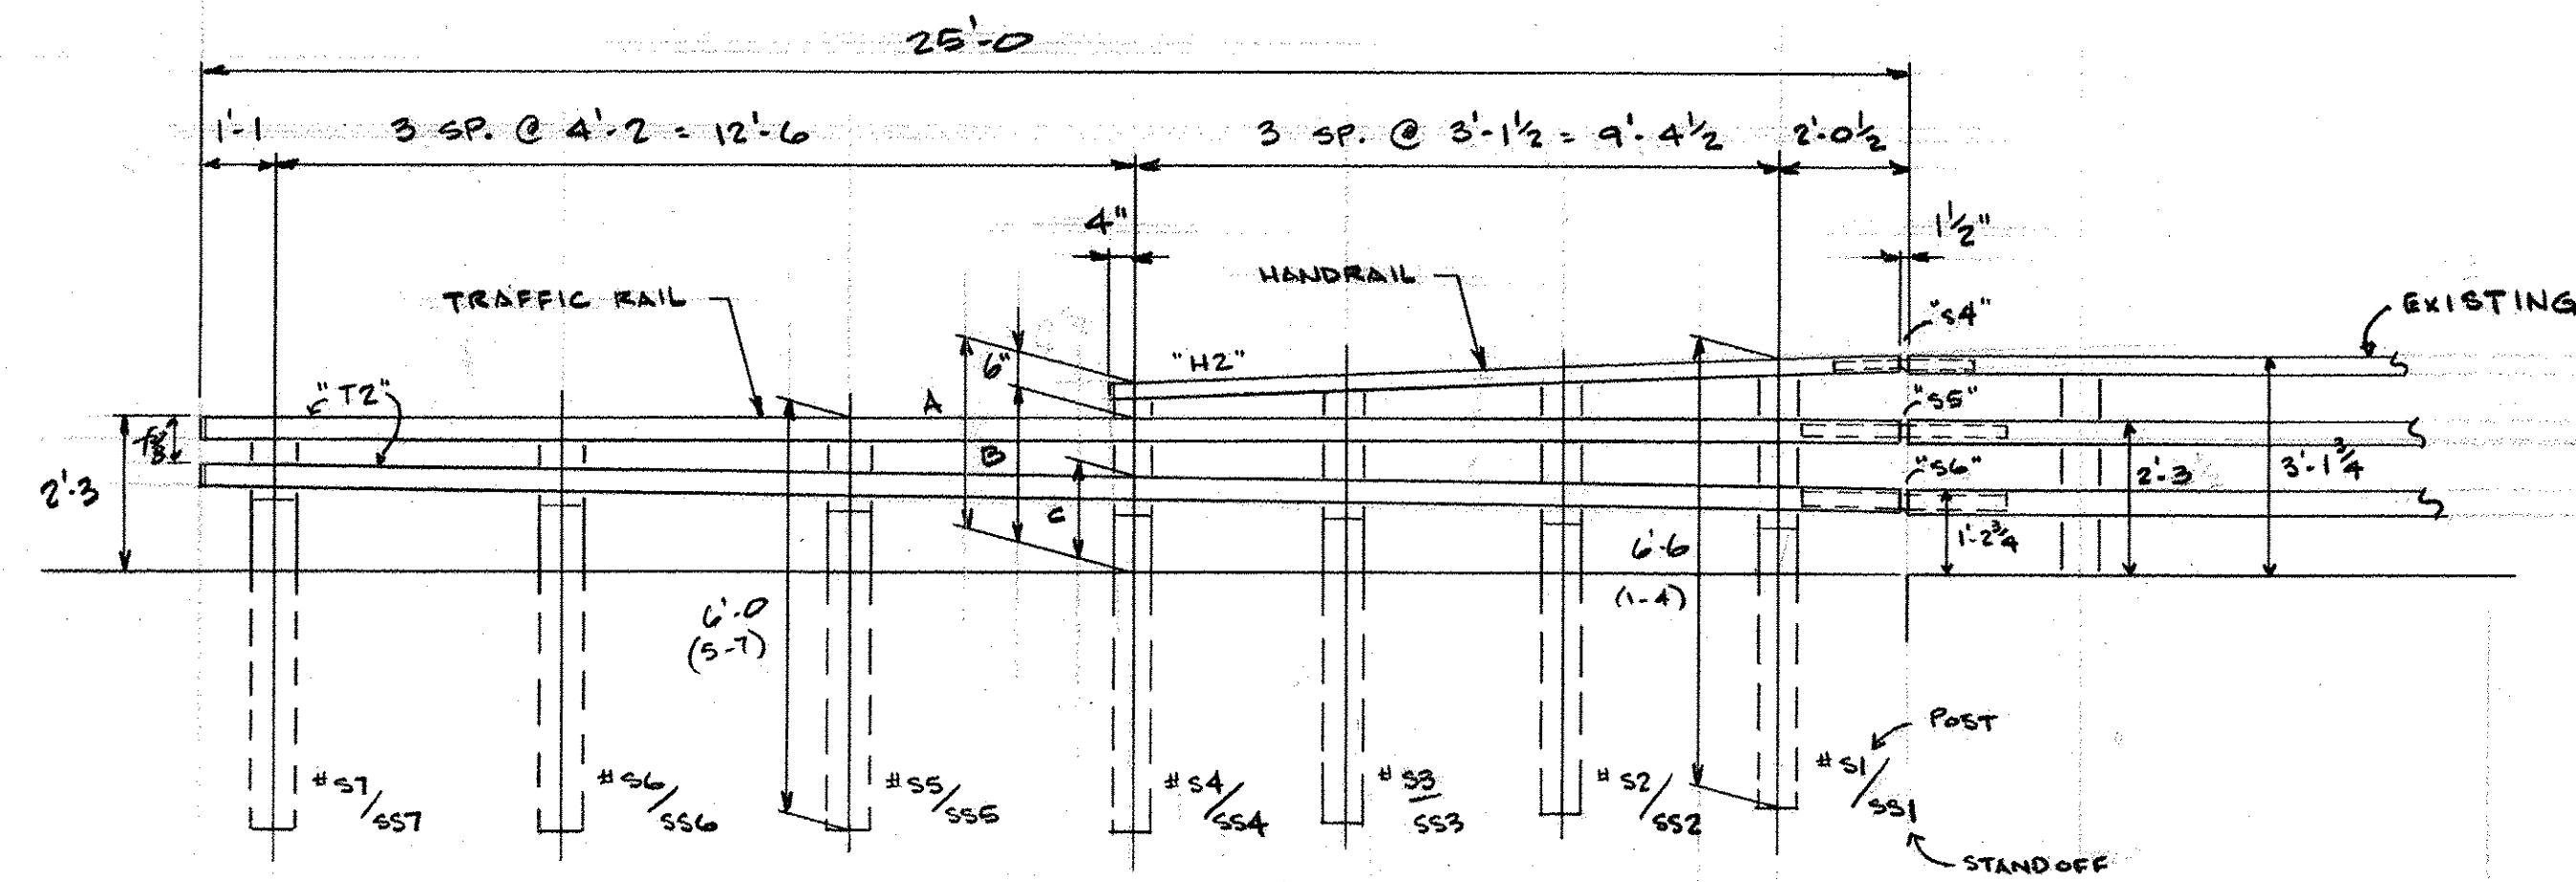 25'-0
1'-1 3 SP. @ 4'-2 = 12'-6 3 SP. @ 3'-1½ = 9'-4½ 2'-0½
4" 1½"
TRAFFIC RAIL HANDRAIL "S4" EXISTING
6" "H2"
"T2" A "S5"
2'-3 B "S6" 2'-3 3'-1¾
C 1'-2¾
6'-0
(5-7)
6'-6
(1-4)
POST
#S7/SS7 #S6/SS6 #S5/SS5 #S4/SS4 #S3/SS3 #S2/SS2 #S1/SS1
STANDOFF